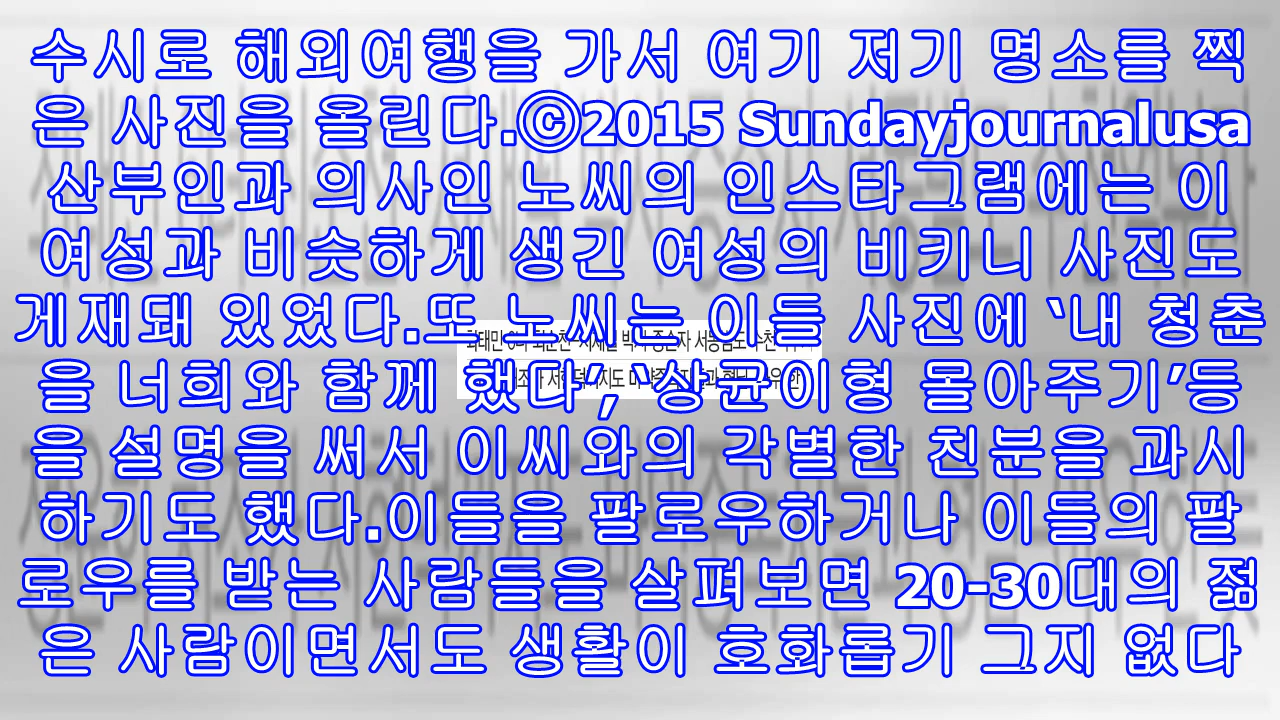 수시로 해외여행을 가서 여기 저기 명소를 찍
은 사진을 올린다.ⓒ2015 Sundayjournalusa
산부인과 의사인 노씨의 인스타그램에는 이
여성과 비슷하게 생긴 여성의 비키니 사진도
게재돼 있었다.또 노씨는 이들 사진에 ‘내 청춘
을 너희와 함께 했다’, ‘상균이형 몰아주기’등
을 설명을 써서 이씨와의 각별한 친분을 과시
하기도 했다.이들을 팔로우하거나 이들의 팔
로우를 받는 사람들을 살펴보면 20-30대의 젊
은 사람이면서도 생활이 호화롭기 그지 없다